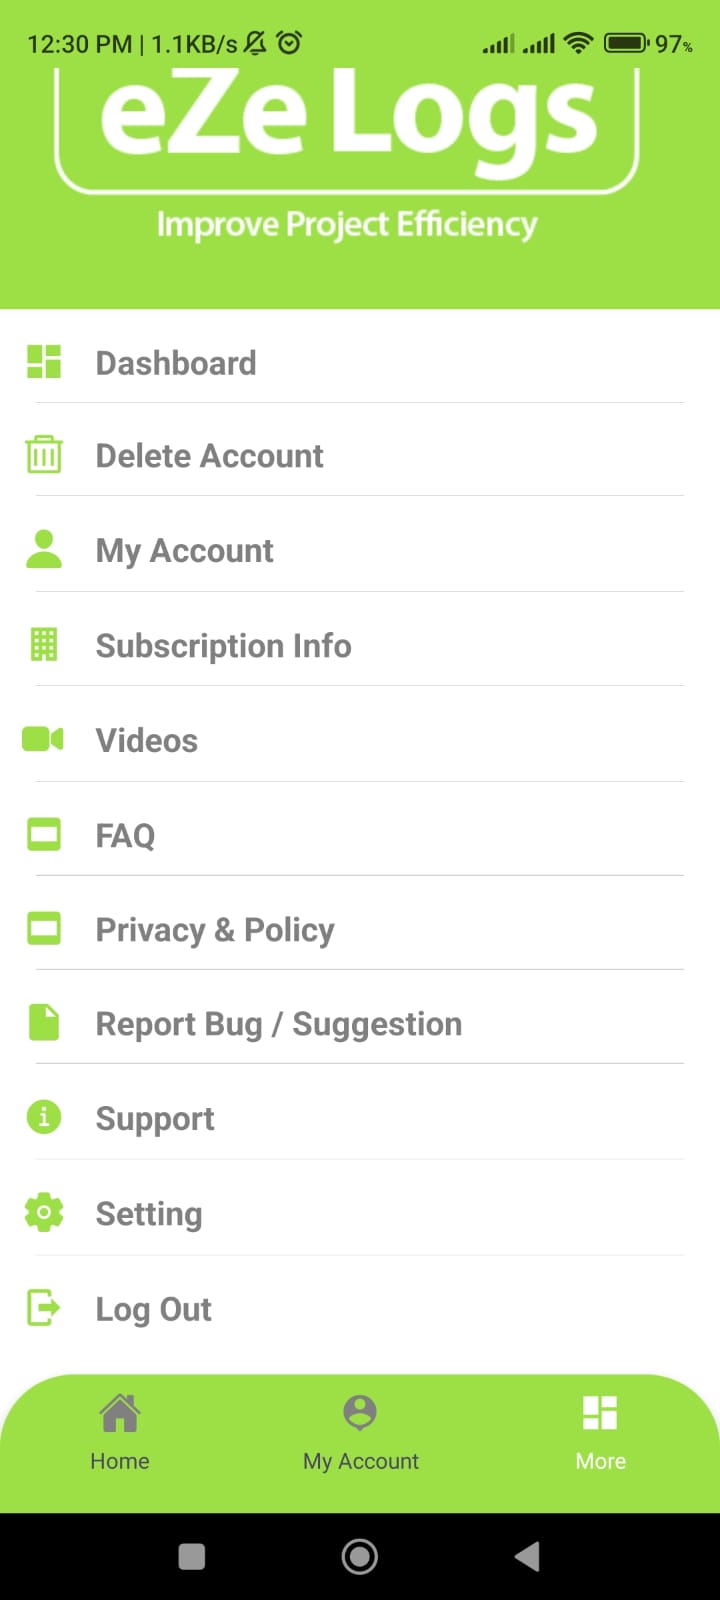 12:30 PM | 1.1KB/s 97%
eZe Logs
Improve Project Efficiency
Dashboard
Delete Account
My Account
Subscription Info
Videos
FAQ
Privacy & Policy
Report Bug / Suggestion
Support
Setting
Log Out
Home My Account More